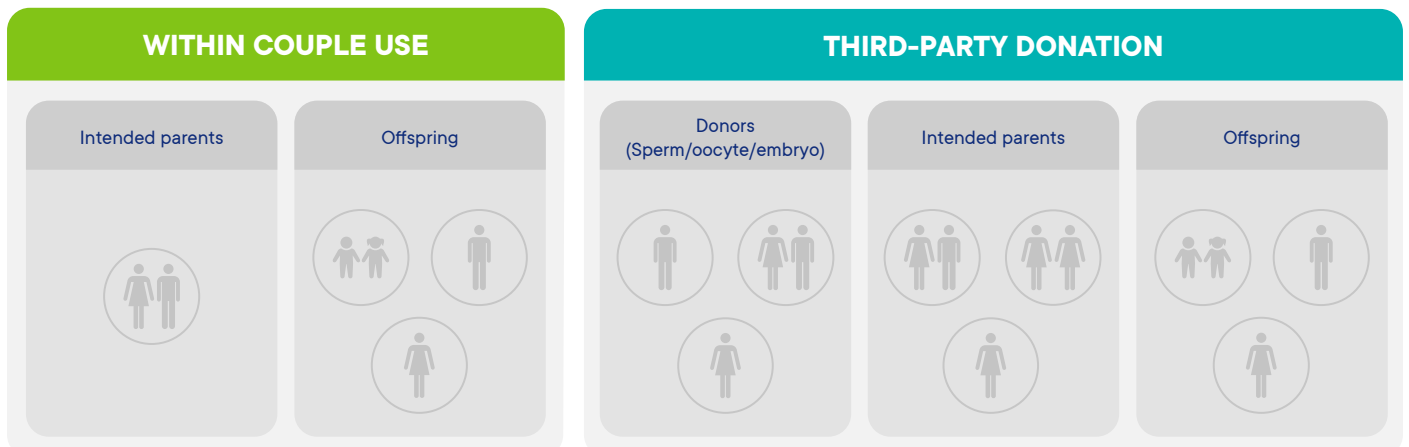 WITHIN COUPLE USE
THIRD-PARTY DONATION
Intended parents
Offspring
Donors
(Sperm/oocyte/embryo)
Intended parents
Offspring